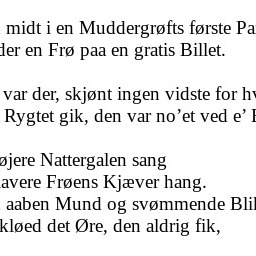 midt i en Muddergrøfts første Pa
der en Frø paa en gratis Billet.
var der, skjønt ingen vidste for hv
Rygtet gik, den var no’et ved e’
øjere Nattergalen sang
avere Frøens Kjæver hang.
aaben Mund og svømmende Bli
kløed det Øre, den aldrig fik,